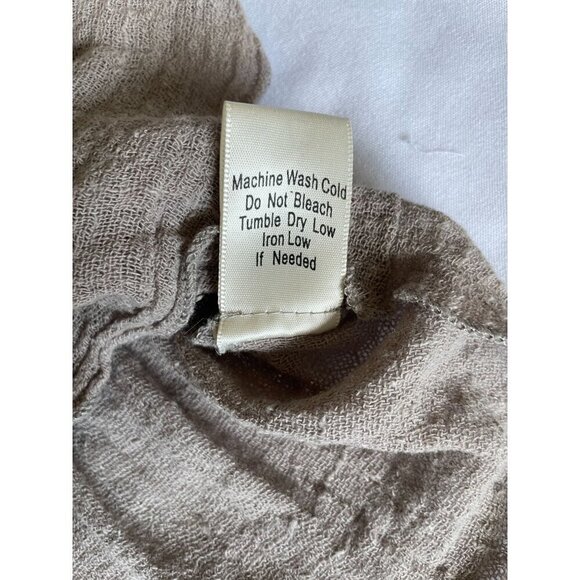 Machine Wash Cold
Do Not Bleach
Tumble Dry Low
Iron Low
If Needed